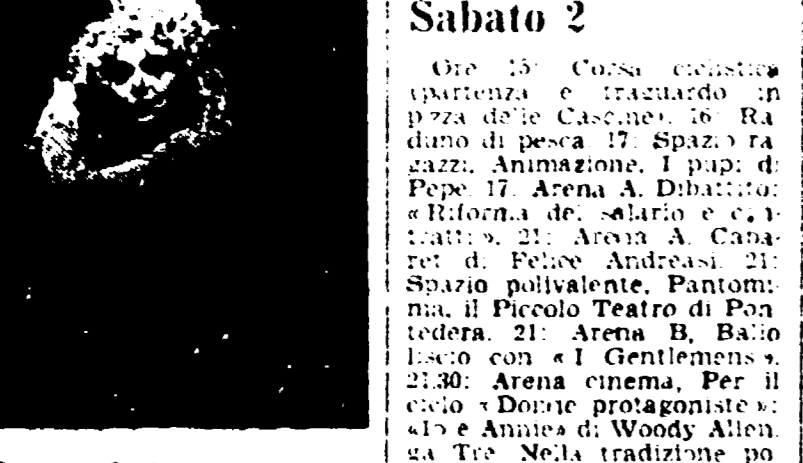 Sabato 2
Ore 15: Corsa ciclistica
(partenza e traguardo in
p.zza delle Cascine). 16: Ra
duno di pesca. 17: Spazio ra
gazzi. Animazione. I pupi di
Pepe. 17. Arena A. Dibattito:
« Riforma del salario e con-
tratti ». 21: Arena A. Caba-
ret di Felice Andreasi. 21:
Spazio polivalente, Pantomi-
ma, il Piccolo Teatro di Pon
tedera. 21: Arena B, Ballo
liscio con « I Gentlemens ».
21.30: Arena cinema, Per il
ciclo « Donne protagoniste »:
«Io e Annie» di Woody Allen.
ga Tre. Nella tradizione po